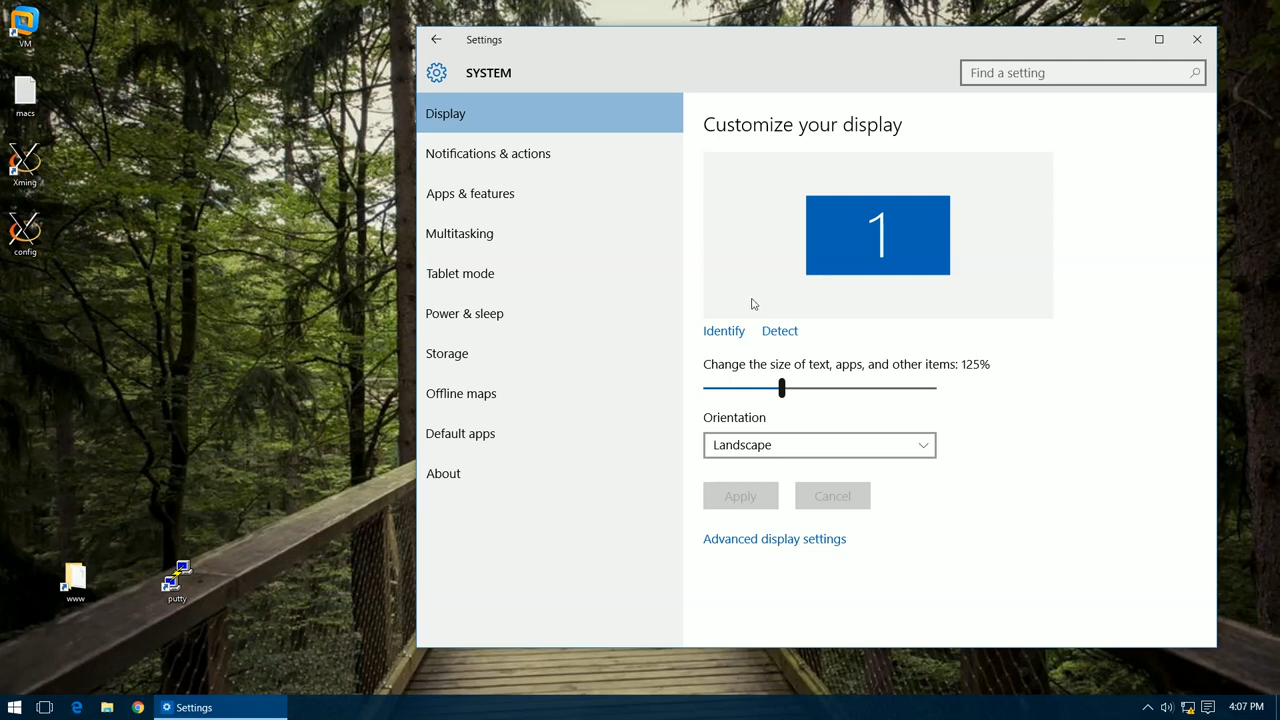 VM
macs
Xming
config
www
putty
Settings
SYSTEM
Find a setting
Display
Notifications & actions
Apps & features
Multitasking
Tablet mode
Power & sleep
Storage
Offline maps
Default apps
About
Customize your display
1
Identify Detect
Change the size of text, apps, and other items: 125%
Orientation
Landscape
Apply Cancel
Advanced display settings
Settings
4:07 PM